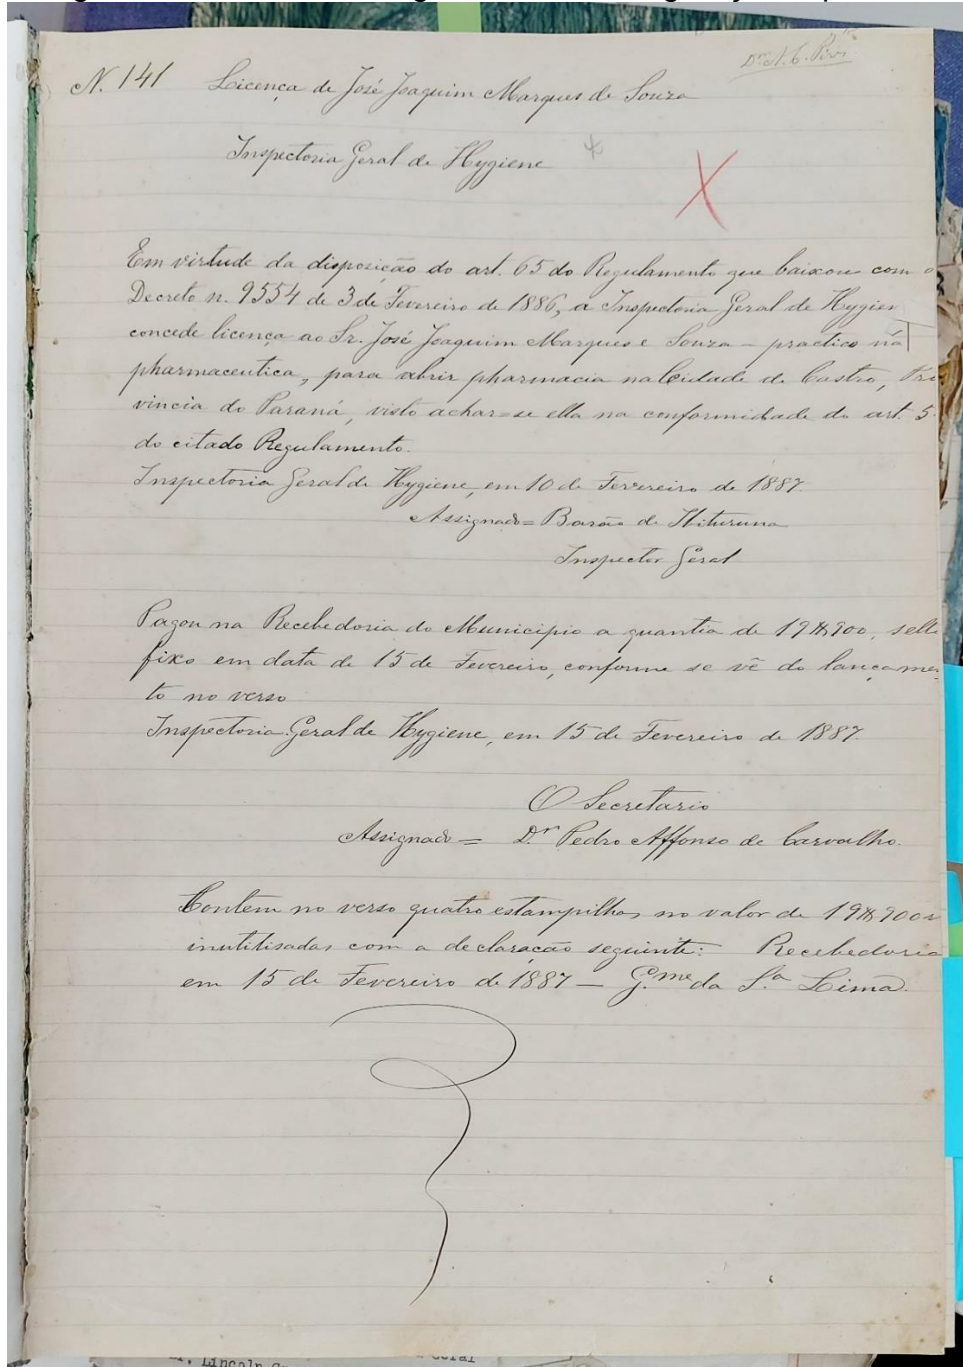 N. 141 Licença de José Joaquim Marques de Souza
Inspectoria Geral de Hygiene
Em virtude da disposição do art. 65 do Regulamento que baixou com o
Decreto n. 9554 de 3 de Fevereiro de 1886, a Inspectoria Geral de Hygien
concede licença ao Sr. José Joaquim Marques e Souza – practico nã
pharmaceutico, para abrir pharmacia na Cidade de Castro, Pro
vincia do Paraná, visto achar=se ella na conformidade do art. 5
do citado Regulamento.
Inspectoria Geral de Hygiene, em 10 de Fevereiro de 1887.
Assignado= Barão de Ibituruna
Inspector Geral
Pagou na Recebedoria do Municipio a quantia de 19$900, sello
fixo em data de 15 de Fevereiro, conforme se vê do lançamen
to no verso
Inspectoria Geral de Hygiene, em 15 de Fevereiro de 1887.
O Secretario
Assignado= Dr Pedro Affonso de Carvalho.
Contem no verso quatro estampilhas no valor de 19$900
inutilisadas com a declaração seguinte: Recebedoria
em 15 de Fevereiro de 1887 – G.me da S.a Lima.
Lincoln